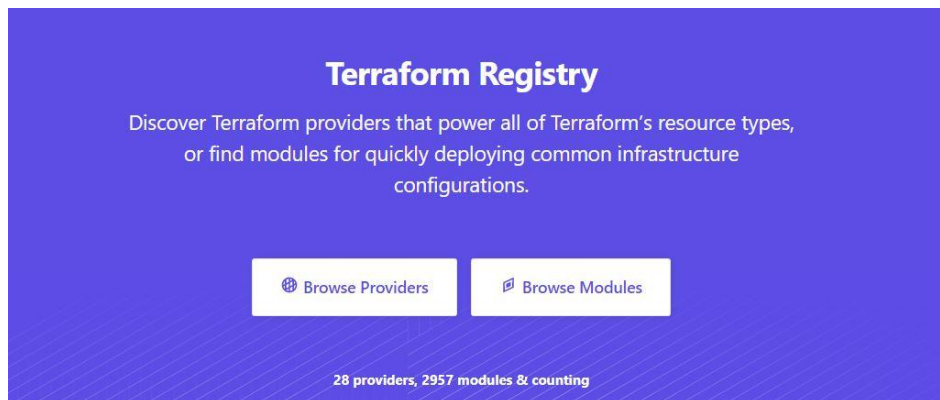 Terraform Registry
Discover Terraform providers that power all of Terraform’s resource types,
or find modules for quickly deploying common infrastructure
configurations.
Browse Providers
Browse Modules
28 providers, 2957 modules & counting